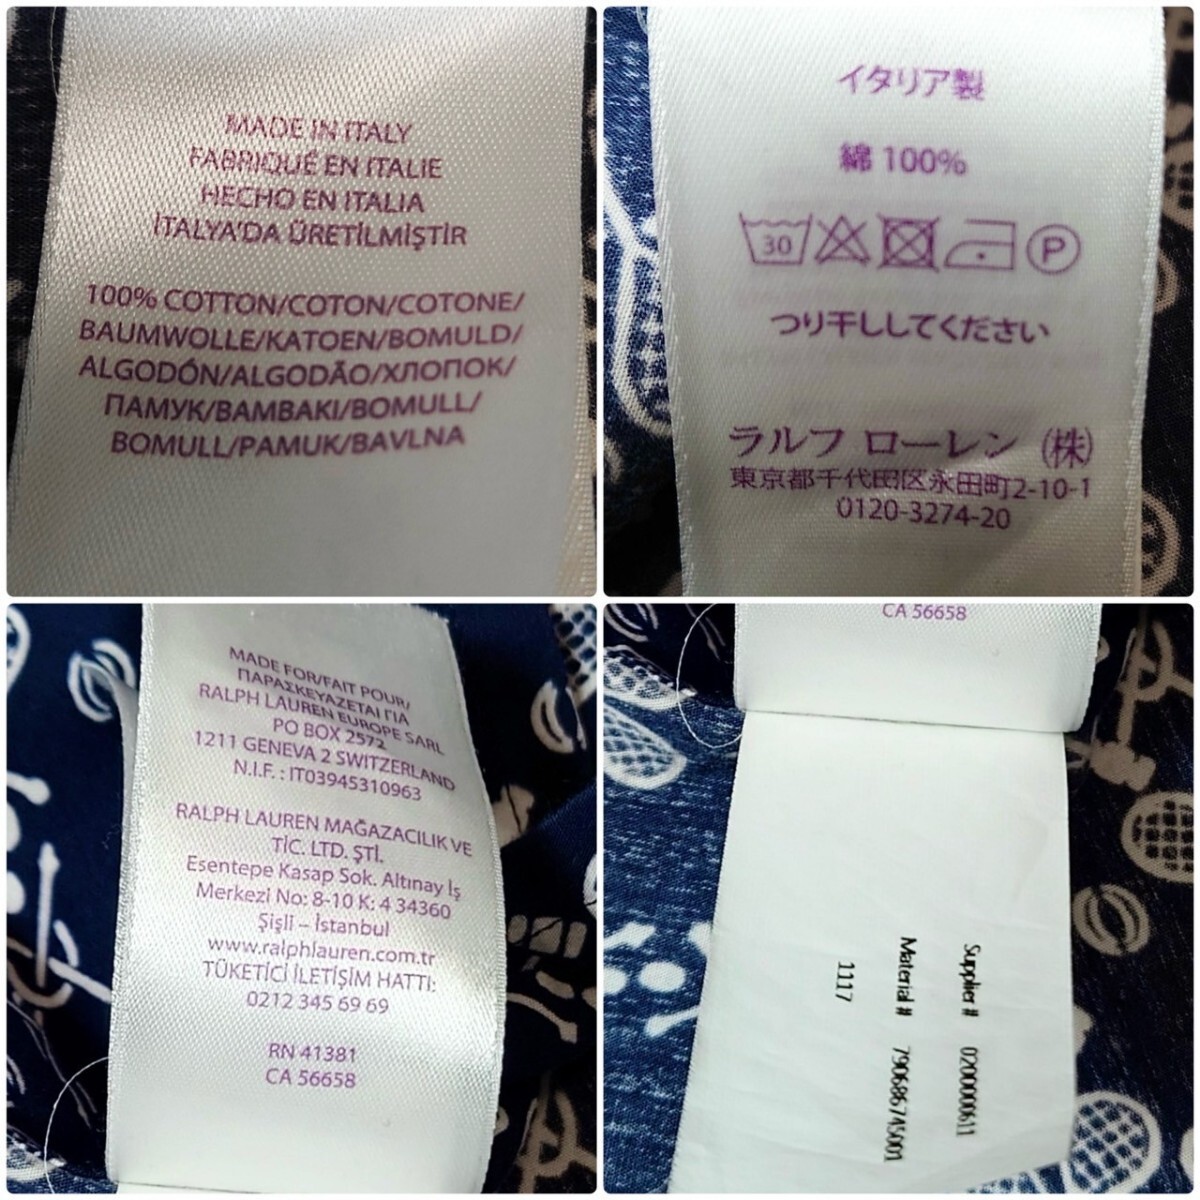 MADE IN ITALY
FABRIQUÉ EN ITALIE
HECHO EN ITALIA
İTALYA'DA ÜRETİLMİŞTİR
100% COTTON/COTON/COTONE/
BAUMWOLLE/KATOEN/BOMULD/
ALGODÓN/ALGODÃO/ХЛОПОК/
ПАМУК/BAMBAKI/BOMULL/
BOMULL/PAMUK/BAVLNA
イタリア製
綿 100%
30
P
つり干ししてください
ラルフ ローレン (株)
東京都千代田区永田町2-10-1
0120-3274-20
MADE FOR/FAIT POUR/
ΠΑΡΑΣΚΕΥΑΖΕΤΑΙ ΓΙΑ
RALPH LAUREN EUROPE SARL
PO BOX 2572
1211 GENEVA 2 SWITZERLAND
N.I.F. : IT03945310963
RALPH LAUREN MAĞAZACILIK VE
TİC. LTD. ŞTİ.
Esentepe Kasap Sok. Altınay İş
Merkezi No: 8-10 K: 4 34360
Şişli – İstanbul
www.ralphlauren.com.tr
TÜKETİCİ İLETİŞİM HATTI:
0212 345 69 69
RN 41381
CA 56658
CA 56658
Supplier # 0200000611
Material # 790686745001
1117